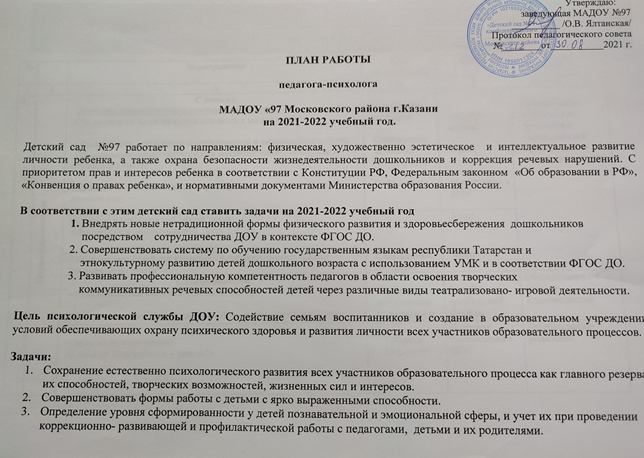 Утверждаю:
заведующая МАДОУ №97
/О.В. Ялтанская/
Протокол педагогического совета
№ от 30.08 2021 г.
ПЛАН РАБОТЫ
педагога-психолога
МАДОУ «97 Московского района г.Казани
на 2021-2022 учебный год.
Детский сад №97 работает по направлениям: физическая, художественно эстетическое и интеллектуальное развитие
личности ребенка, а также охрана безопасности жизнедеятельности дошкольников и коррекция речевых нарушений. С
приоритетом прав и интересов ребенка в соответствии с Конституции РФ, Федеральным законом «Об образовании в РФ»,
«Конвенция о правах ребенка», и нормативными документами Министерства образования России.
В соответствии с этим детский сад ставить задачи на 2021-2022 учебный год
1. Внедрять новые нетрадиционной формы физического развития и здоровьесбережения дошкольников
посредством сотрудничества ДОУ в контексте ФГОС ДО.
2. Совершенствовать систему по обучению государственным языкам республики Татарстан и
этнокультурному развитию детей дошкольного возраста с использованием УМК и в соответствии ФГОС ДО.
3. Развивать профессиональную компетентность педагогов в области освоения творческих
коммуникативных речевых способностей детей через различные виды театрализовано- игровой деятельности.
Цель психологической службы ДОУ: Содействие семьям воспитанников и создание в образовательном учреждении
условий обеспечивающих охрану психического здоровья и развития личности всех участников образовательного процессов.
Задачи:
1. Сохранение естественно психологического развития всех участников образовательного процесса как главного резерва
их способностей, творческих возможностей, жизненных сил и интересов.
2. Совершенствовать формы работы с детьми с ярко выраженными способности.
3. Определение уровня сформированности у детей познавательной и эмоциональной сферы, и учет их при проведении
коррекционно- развивающей и профилактической работы с педагогами, детьми и их родителями.